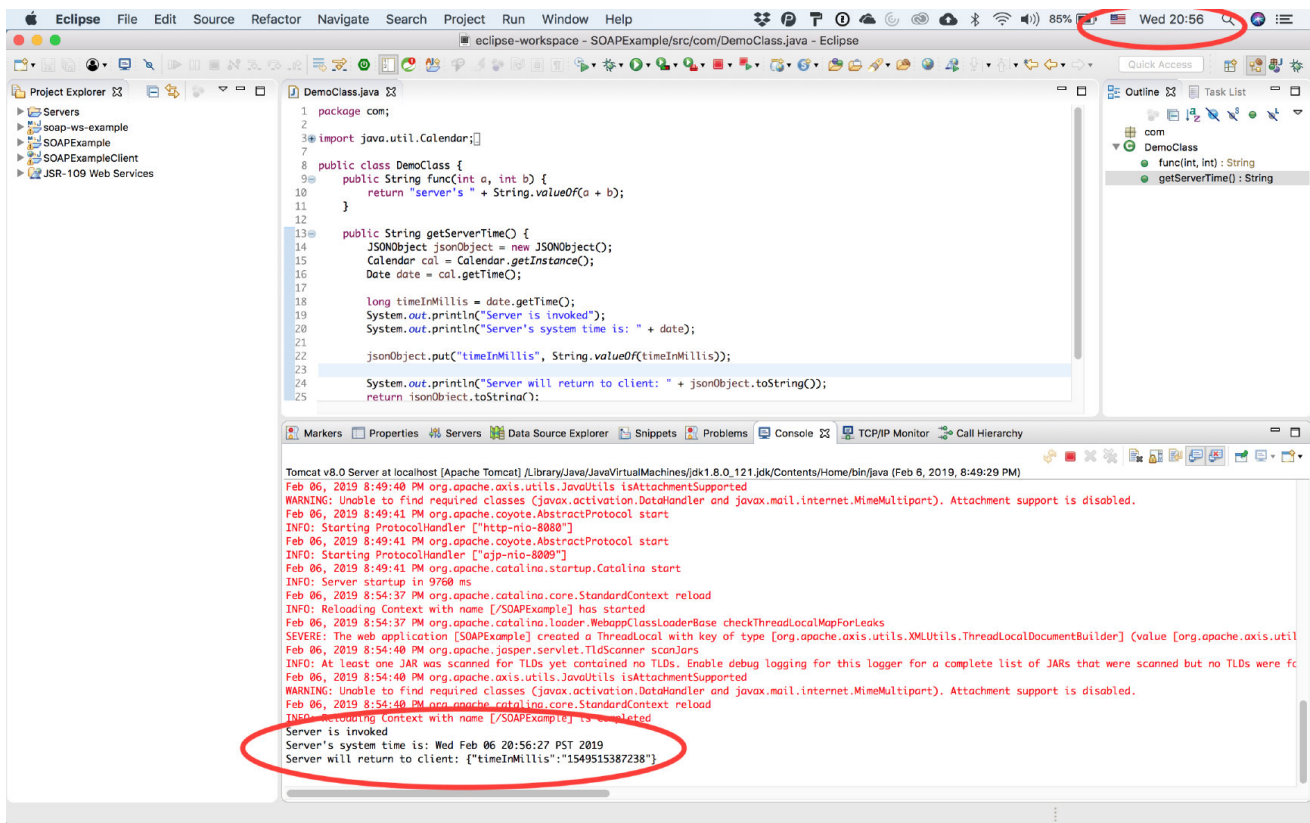 Eclipse File Edit Source Refactor Navigate Search Project Run Window Help 85% Wed 20:56
eclipse-workspace - SOAPExample/src/com/DemoClass.java - Eclipse
Quick Access
Project Explorer
Servers
soap-ws-example
SOAPExample
SOAPExampleClient
JSR-109 Web Services
DemoClass.java
1 package com;
2
3 import java.util.Calendar;
7
8 public class DemoClass {
9 public String func(int a, int b) {
10 return "server's " + String.valueOf(a + b);
11 }
12
13 public String getServerTime() {
14 JSONObject jsonObject = new JSONObject();
15 Calendar cal = Calendar.getInstance();
16 Date date = cal.getTime();
17
18 long timeInMillis = date.getTime();
19 System.out.println("Server is invoked");
20 System.out.println("Server's system time is: " + date);
21
22 jsonObject.put("timeInMillis", String.valueOf(timeInMillis));
23
24 System.out.println("Server will return to client: " + jsonObject.toString());
25 return jsonObject.toString();
Outline Task List
com
DemoClass
func(int, int) : String
getServerTime() : String
Markers Properties Servers Data Source Explorer Snippets Problems Console TCP/IP Monitor Call Hierarchy
Tomcat v8.0 Server at localhost [Apache Tomcat] /Library/Java/JavaVirtualMachines/jdk1.8.0_121.jdk/Contents/Home/bin/java (Feb 6, 2019, 8:49:29 PM)
Feb 06, 2019 8:49:40 PM org.apache.axis.utils.JavaUtils isAttachmentSupported
WARNING: Unable to find required classes (javax.activation.DataHandler and javax.mail.internet.MimeMultipart). Attachment support is disabled.
Feb 06, 2019 8:49:41 PM org.apache.coyote.AbstractProtocol start
INFO: Starting ProtocolHandler ["http-nio-8080"]
Feb 06, 2019 8:49:41 PM org.apache.coyote.AbstractProtocol start
INFO: Starting ProtocolHandler ["ajp-nio-8009"]
Feb 06, 2019 8:49:41 PM org.apache.catalina.startup.Catalina start
INFO: Server startup in 9760 ms
Feb 06, 2019 8:54:37 PM org.apache.catalina.core.StandardContext reload
INFO: Reloading Context with name [/SOAPExample] has started
Feb 06, 2019 8:54:37 PM org.apache.catalina.loader.WebappClassLoaderBase checkThreadLocalMapForLeaks
SEVERE: The web application [SOAPExample] created a ThreadLocal with key of type [org.apache.axis.utils.XMLUtils.ThreadLocalDocumentBuilder] (value [org.apache.axis.util
Feb 06, 2019 8:54:40 PM org.apache.jasper.servlet.TldScanner scanJars
INFO: At least one JAR was scanned for TLDs yet contained no TLDs. Enable debug logging for this logger for a complete list of JARs that were scanned but no TLDs were fo
Feb 06, 2019 8:54:40 PM org.apache.axis.utils.JavaUtils isAttachmentSupported
WARNING: Unable to find required classes (javax.activation.DataHandler and javax.mail.internet.MimeMultipart). Attachment support is disabled.
Feb 06, 2019 8:54:40 PM org.apache.catalina.core.StandardContext reload
INFO: Reloading Context with name [/SOAPExample] is completed
Server is invoked
Server's system time is: Wed Feb 06 20:56:27 PST 2019
Server will return to client: {"timeInMillis":"1549515387238"}